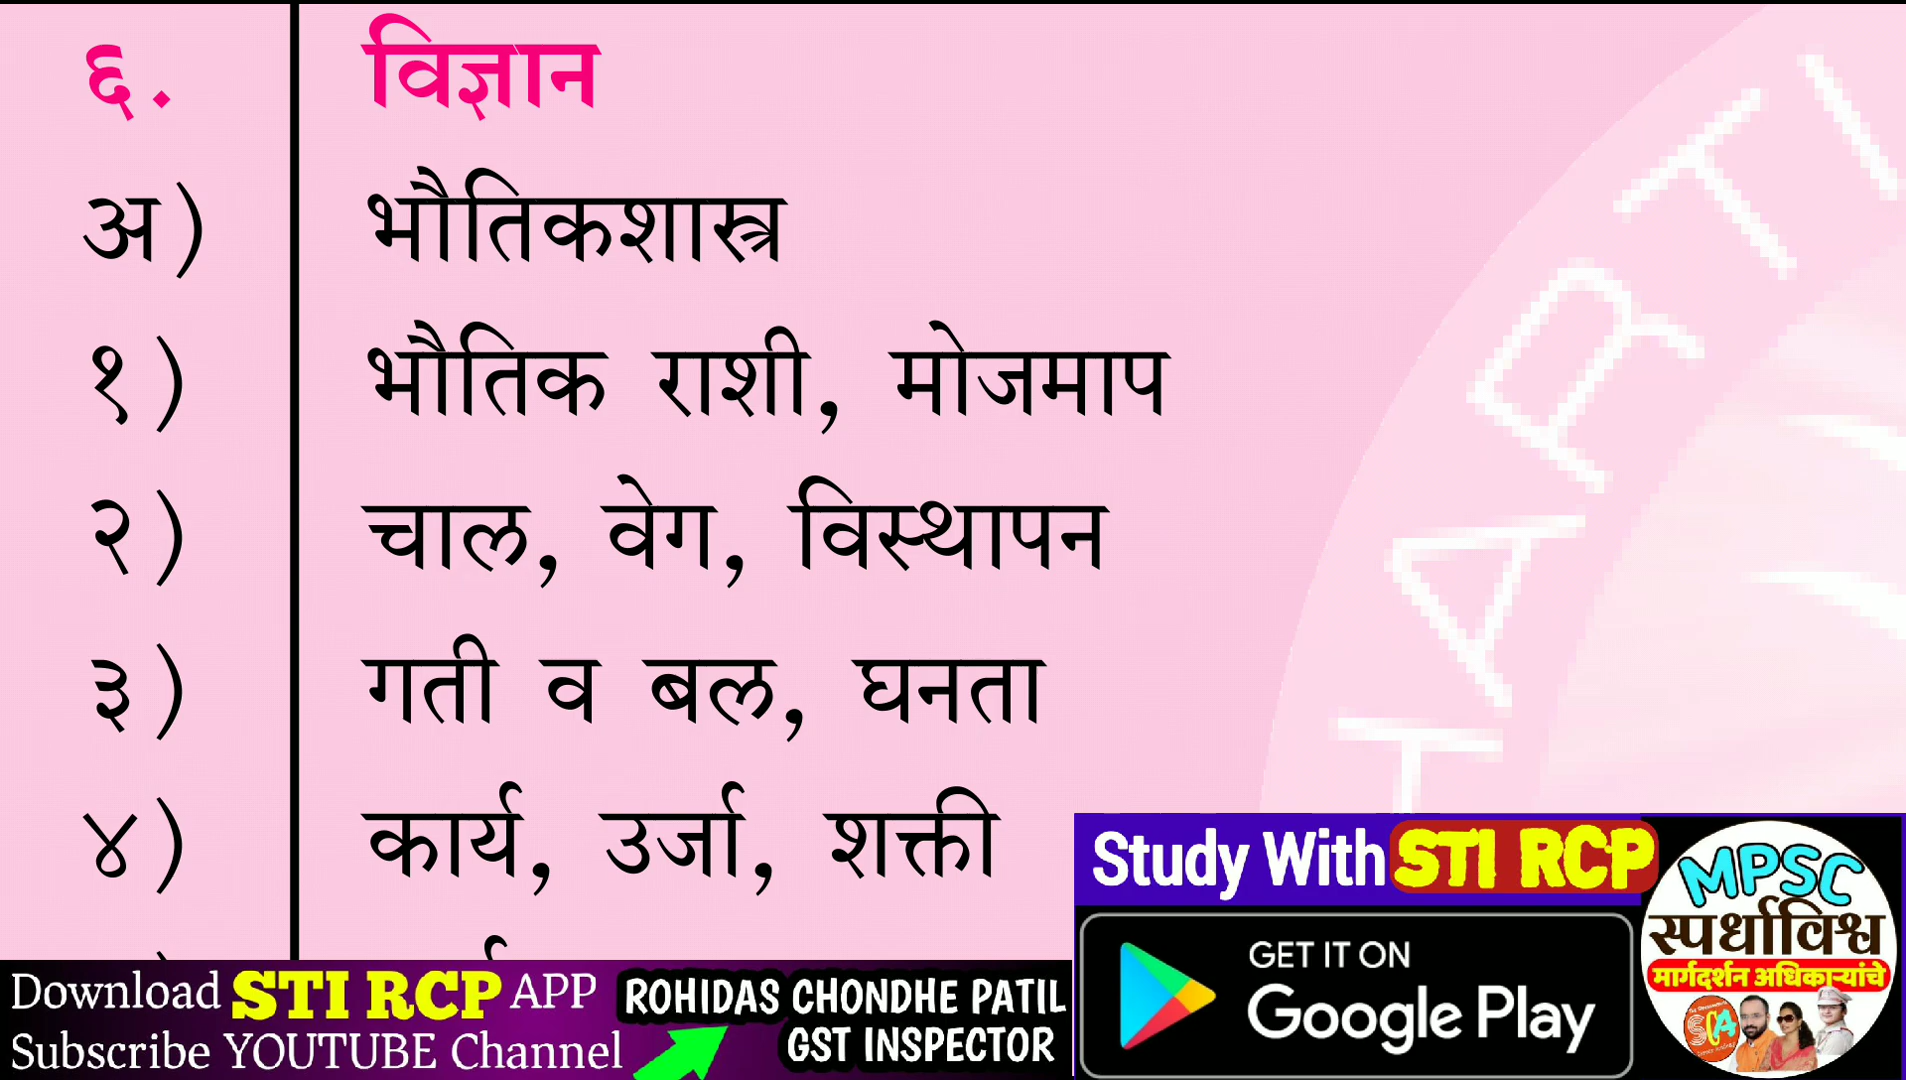 ६. विज्ञान
अ) भौतिकशास्त्र
१) भौतिक राशी, मोजमाप
२) चाल, वेग, विस्थापन
३) गती व बल, घनता
४) कार्य, उर्जा, शक्ती
TARTI
Study With STI RCP
GET IT ON
Google Play
MPSC
स्पर्धाविश्व
मार्गदर्शन अधिकाऱ्यांचे
SCA
Download STI RCP APP
Subscribe YOUTUBE Channel
ROHIDAS CHONDHE PATIL
GST INSPECTOR